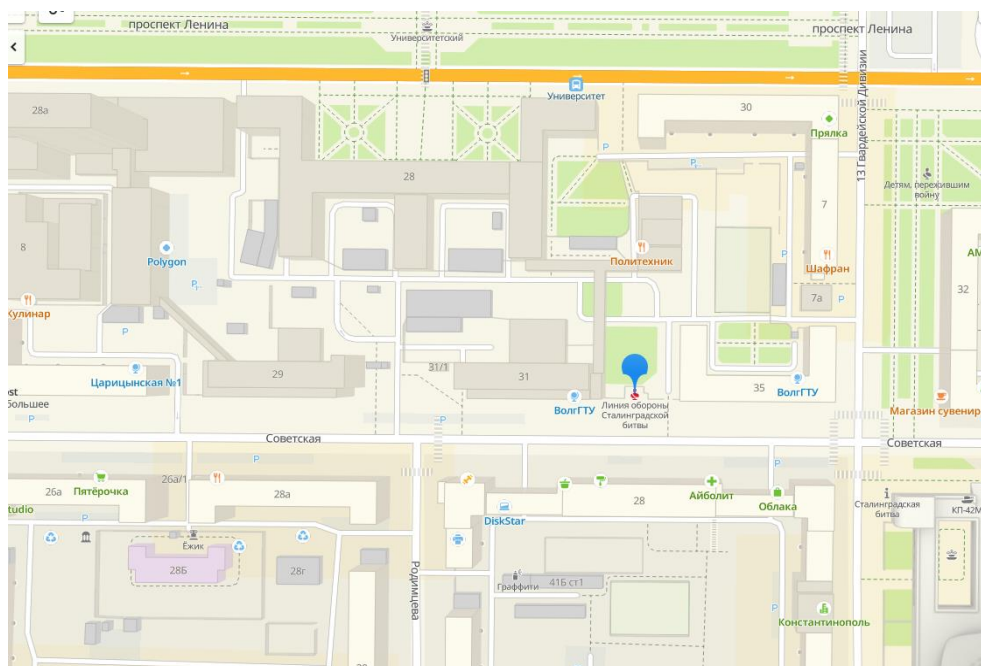 проспект Ленина
Университетский
проспект Ленина
Университет
28а
30
Прялка
13 Гвардейской Дивизии
28
Детям, пережившим
войну
7
8
Polygon
Политехник
Шафран
АМ
32
7а
P
Кулинар
P
31/1
29
31
35
Царицынская №1
ost
большее
ВолгГТУ
Линия обороны
Сталинградской
битвы
ВолгГТУ
Магазин сувенир
P
Советская
Советская
P
26а/1
26а
Пятёрочка
28а
28
Айболит
Облака
Сталинградская
битва
КП-42М
tudio
DiskStar
P
Ёжик
28Б
28г
Граффити
41Б ст1
Родимцева
P
Константинополь